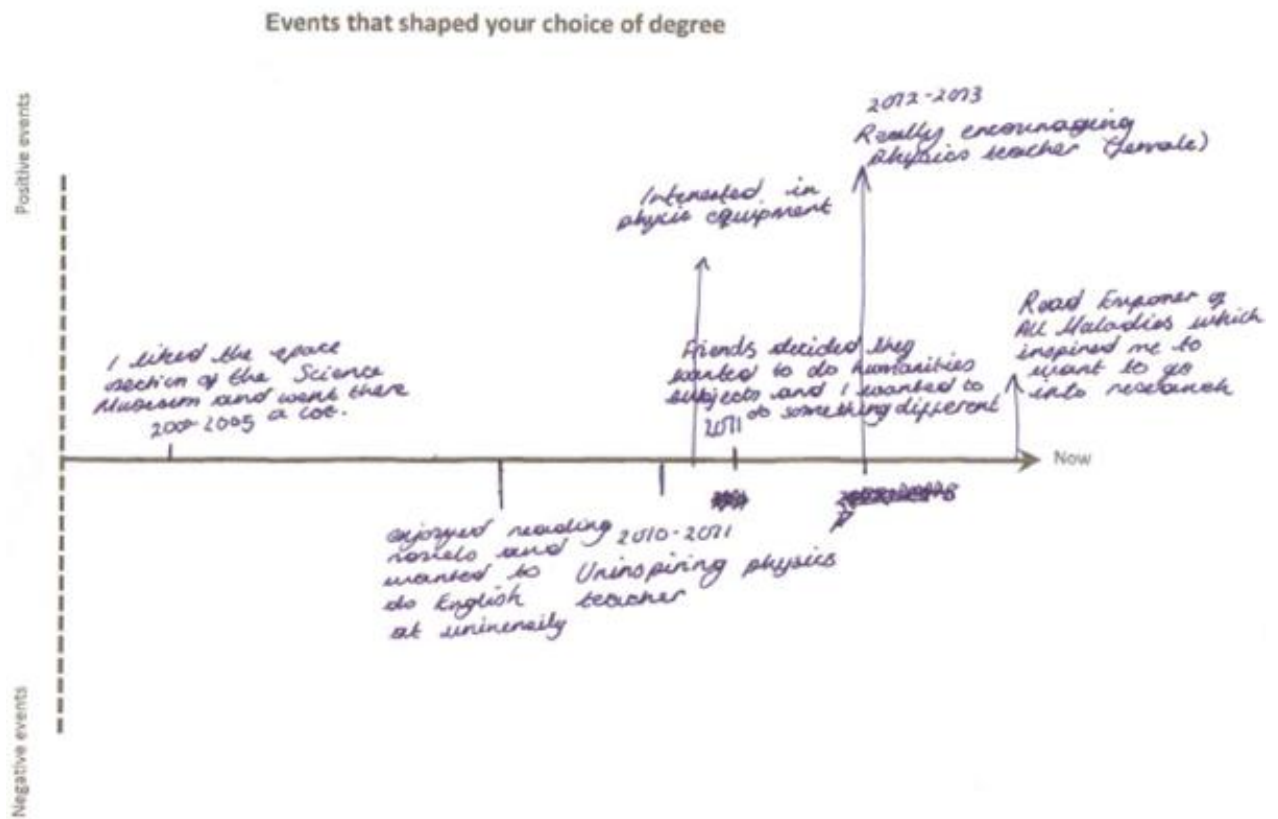 Events that shaped your choice of degree
Positive events
2012-2013
Really encouraging
physics teacher (female)
Interested in
physic equipment
Read Emperor of
All Maladies which
inspired me to
want to go
into research
I liked the space
section of the Science
Museum and went there
2005 a lot.
Friends decided they
wanted to do humanities
subjects and I wanted to
do something different
2011
Now
enjoyed reading
novels and
wanted to
do English
at university
2010-2011
Uninspiring physics
teacher
Negative events